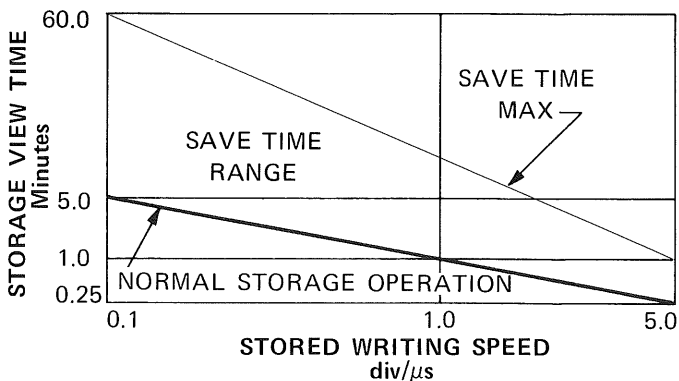 60.0
STORAGE VIEW TIME
Minutes
SAVE TIME
MAX
SAVE TIME
RANGE
5.0
1.0
NORMAL STORAGE OPERATION
0.25
0.1
1.0
5.0
STORED WRITING SPEED
div/μs